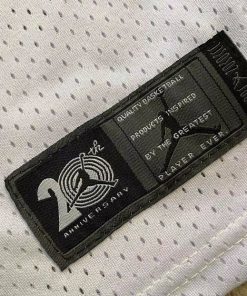 20th
ANNIVERSARY
QUALITY BASKETBALL
PRODUCTS INSPIRED
BY THE GREATEST
PLAYER EVER.